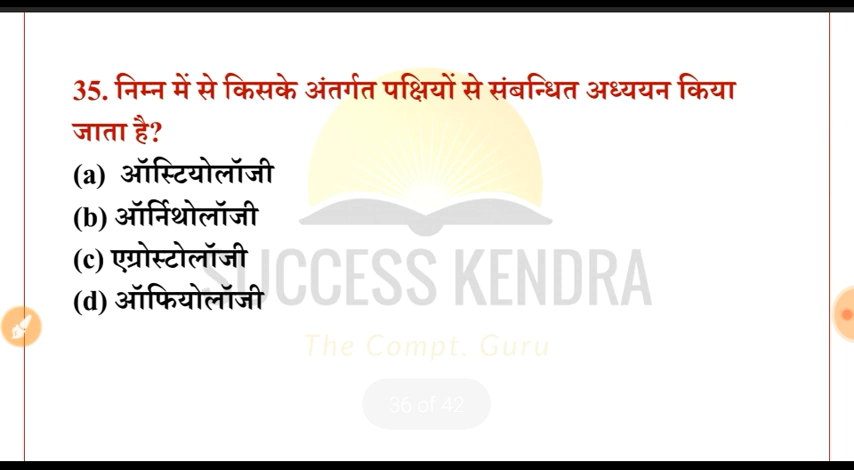 35. निम्न में से किसके अंतर्गत पक्षियों से संबन्धित अध्ययन किया
जाता है?
(a) ऑस्टियोलॉजी
(b) ऑर्निथोलॉजी
(c) एग्रोस्टोलॉजी
(d) ऑफियोलॉजी
SUCCESS KENDRA
The Compt. Guru
36 of 42